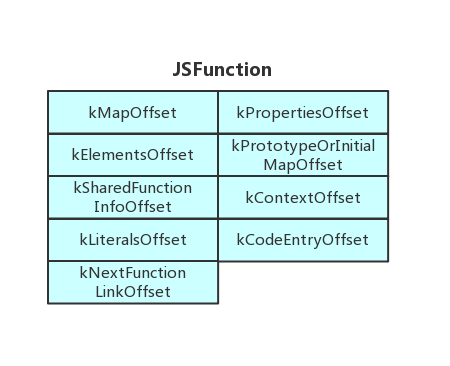 JSFunction
kMapOffset
kPropertiesOffset
kElementsOffset
kPrototypeOrInitial
MapOffset
kSharedFunction
InfoOffset
kContextOffset
kLiteralsOffset
kCodeEntryOffset
kNextFunction
LinkOffset